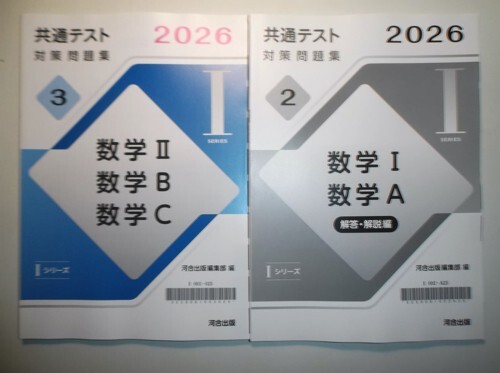 共通テスト
対策問題集
2026
3
I
SERIES
数学Ⅱ
数学B
数学C
Iシリーズ
河合出版編集部 編
河合出版
共通テスト
対策問題集
2026
2
I
SERIES
数学Ⅰ
数学A
解答・解説編
Iシリーズ
河合出版編集部 編
河合出版